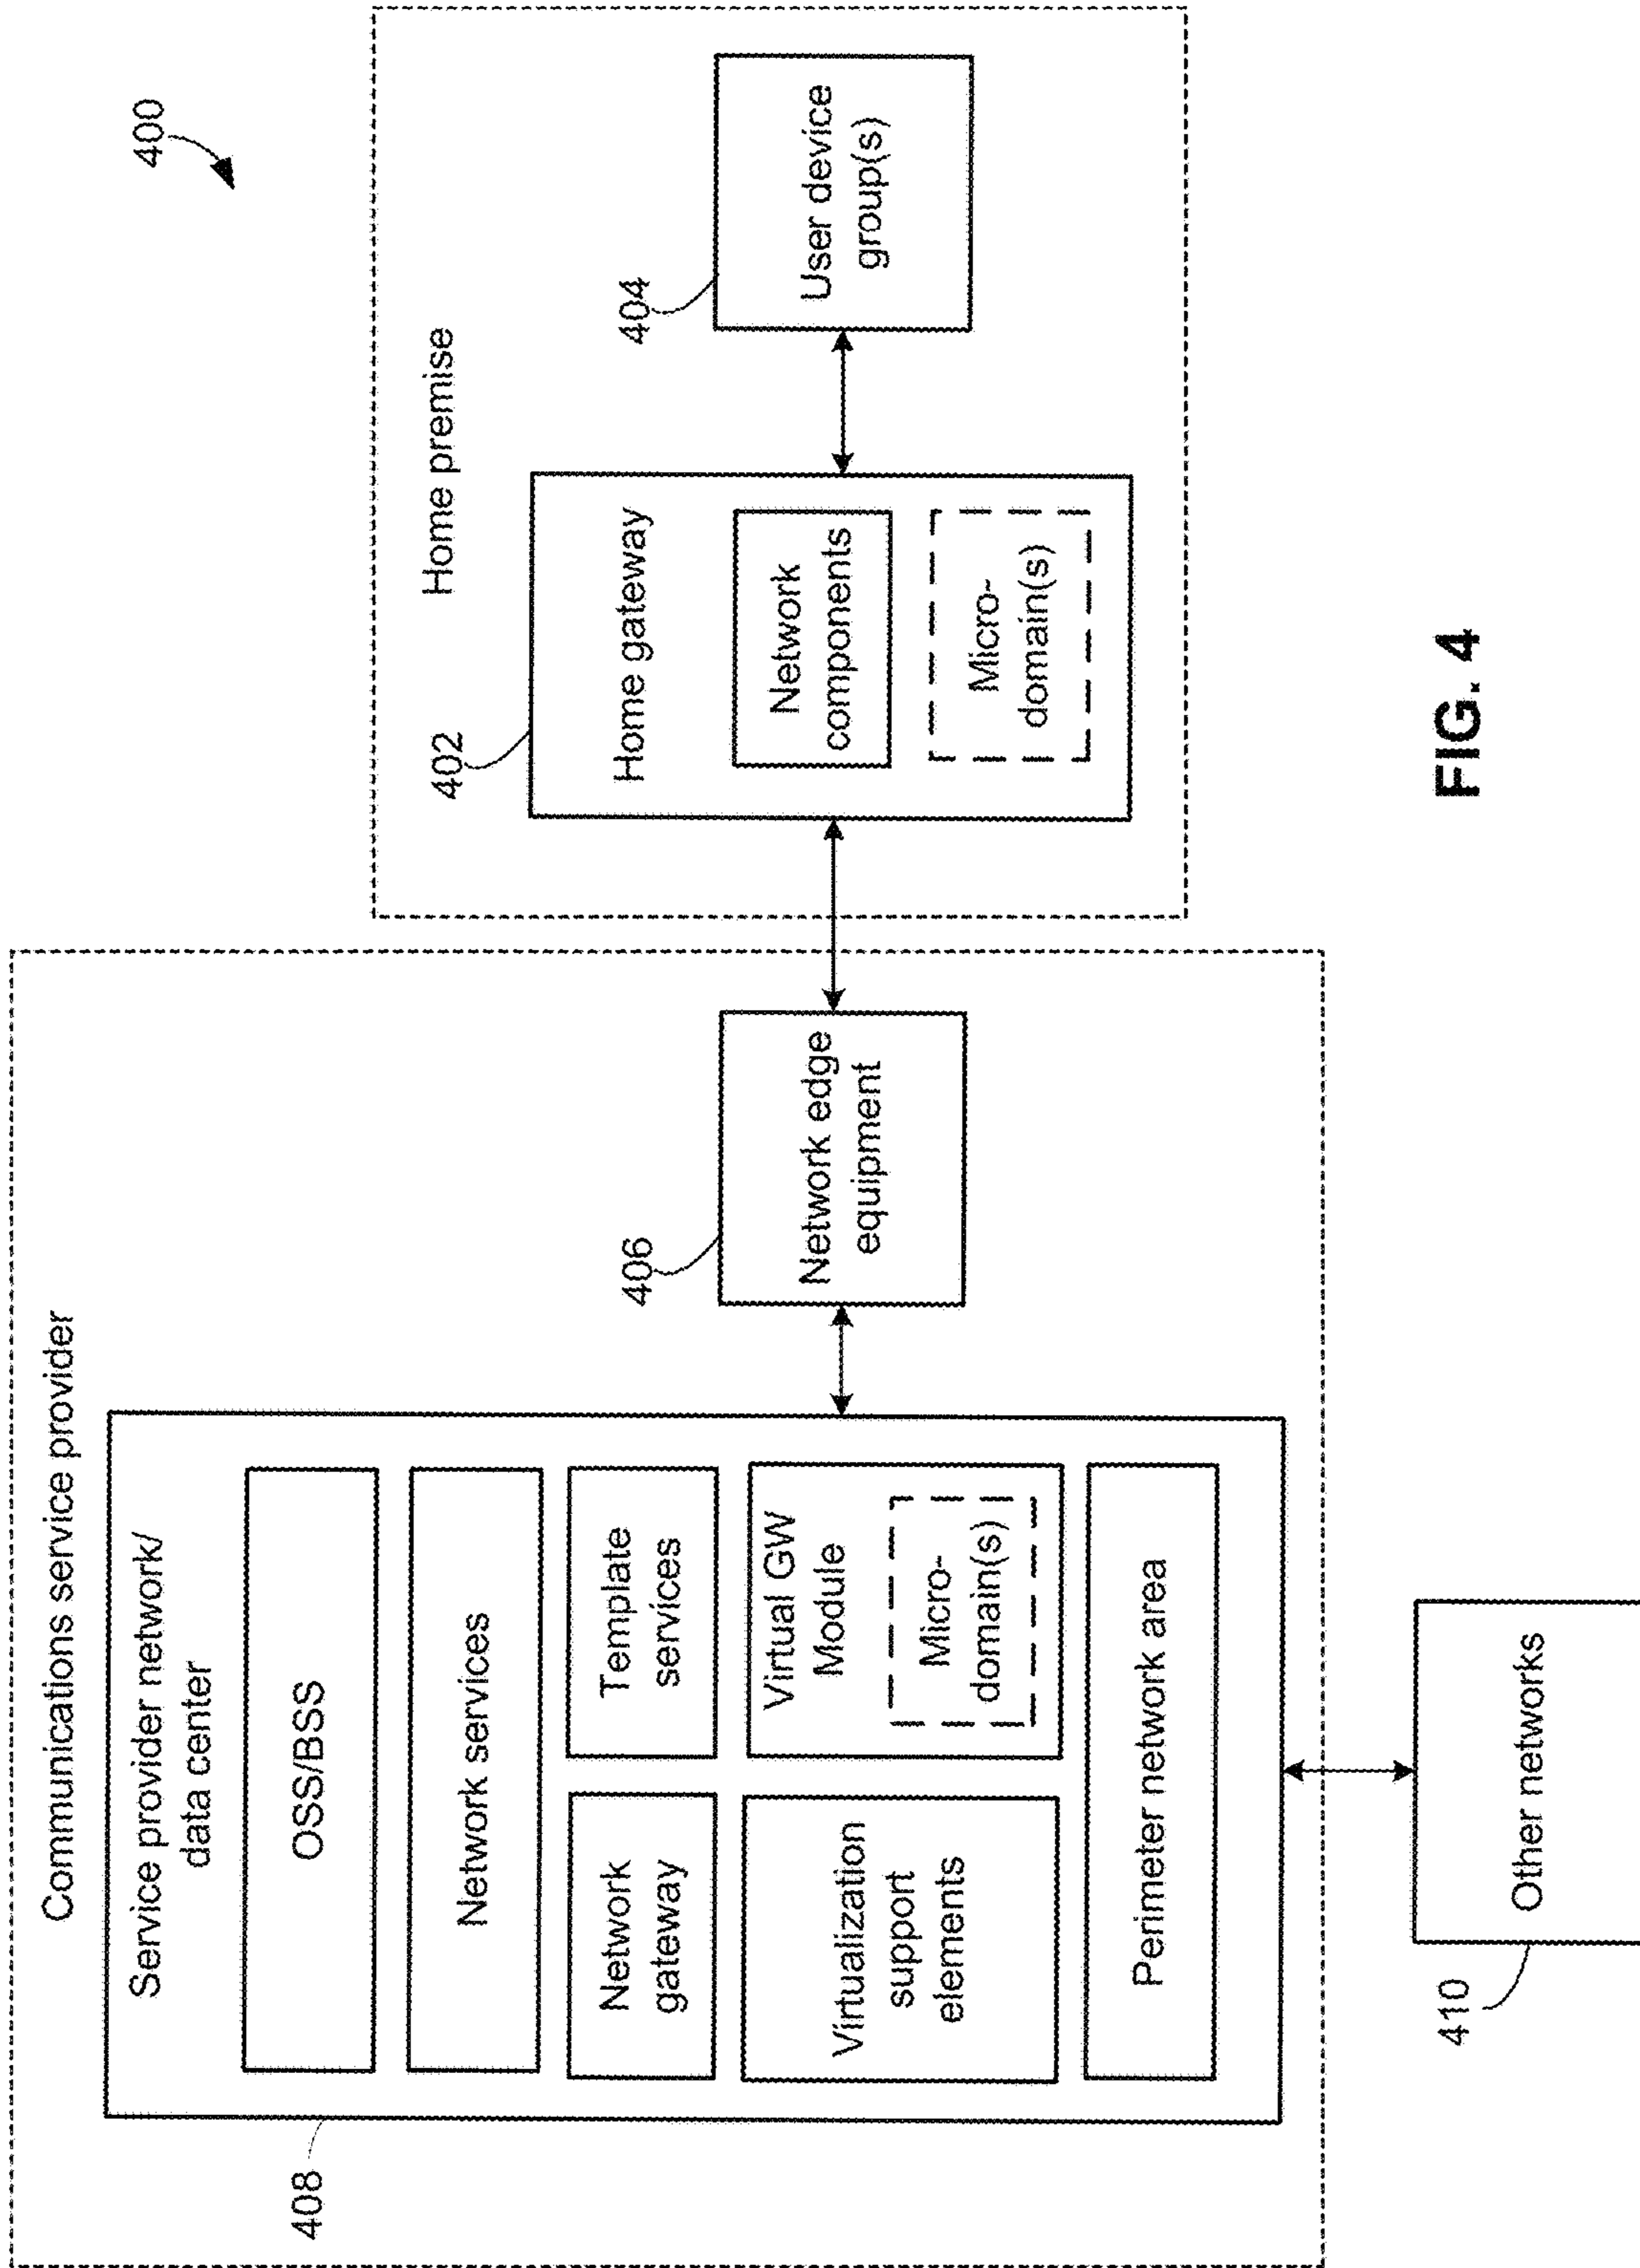 400
Communications service provider
Service provider network/
data center
OSS/BSS
Network services
Network
gateway
Template
services
Virtualization
support
elements
Virtual GW
Module
Micro-
domain(s)
Perimeter network area
408
406
Network edge
equipment
Home premise
402
Home gateway
Network
components
Micro-
domain(s)
404
User device
group(s)
410
Other networks
FIG. 4